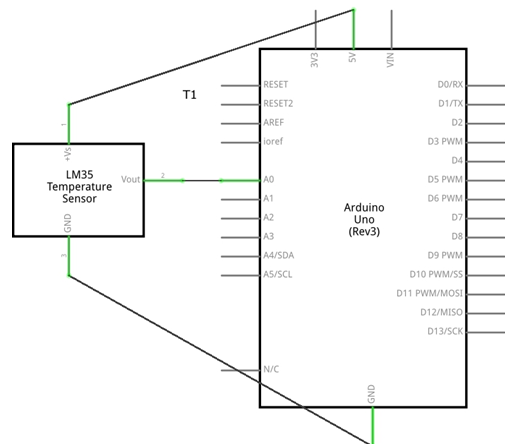 3V3
5V
VIN
T1
1
+Vs
LM35
Temperature
Sensor
Vout
2
GND
3
RESET
RESET2
AREF
ioref
A0
A1
A2
A3
A4/SDA
A5/SCL
N/C
Arduino
Uno
(Rev3)
D0/RX
D1/TX
D2
D3 PWM
D4
D5 PWM
D6 PWM
D7
D8
D9 PWM
D10 PWM/SS
D11 PWM/MOSI
D12/MISO
D13/SCK
GND